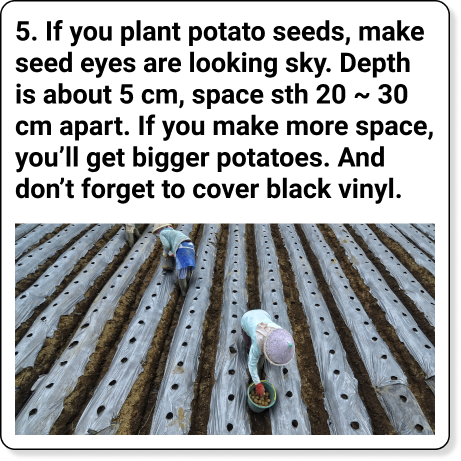 5. If you plant potato seeds, make
seed eyes are looking sky. Depth
is about 5 cm, space sth 20 ~ 30
cm apart. If you make more space,
you’ll get bigger potatoes. And
don’t forget to cover black vinyl.